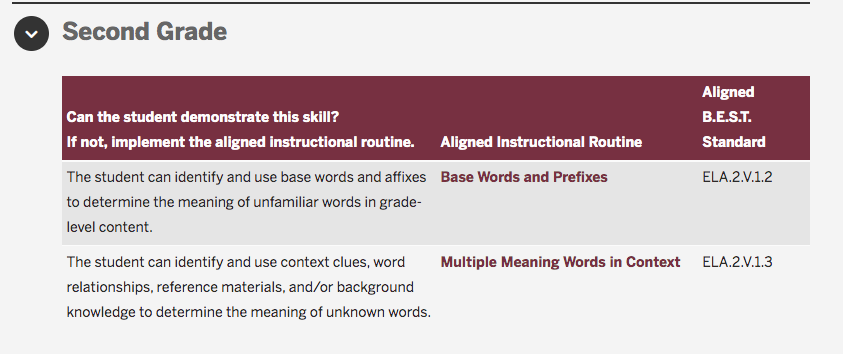 Second Grade
Can the student demonstrate this skill?
If not, implement the aligned instructional routine.
Aligned Instructional Routine
Aligned
B.E.S.T.
Standard
The student can identify and use base words and affixes
to determine the meaning of unfamiliar words in grade-
level content.
Base Words and Prefixes
ELA.2.V.1.2
The student can identify and use context clues, word
relationships, reference materials, and/or background
knowledge to determine the meaning of unknown words.
Multiple Meaning Words in Context
ELA.2.V.1.3